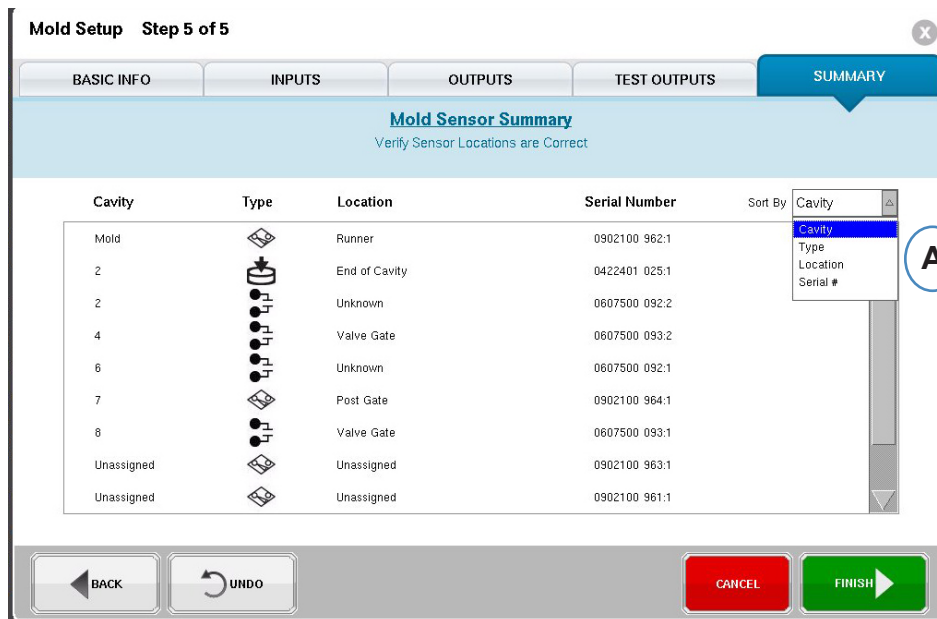 Mold Setup Step 5 of 5
X
BASIC INFO INPUTS OUTPUTS TEST OUTPUTS SUMMARY
Mold Sensor Summary
Verify Sensor Locations are Correct
Cavity Type Location Serial Number Sort By Cavity
Cavity
Type
Location
Serial #
A
Mold Runner 0902100 962:1
2 End of Cavity 0422401 025:1
2 Unknown 0607500 092:2
4 Valve Gate 0607500 093:2
6 Unknown 0607500 092:1
7 Post Gate 0902100 964:1
8 Valve Gate 0607500 093:1
Unassigned Unassigned 0902100 963:1
Unassigned Unassigned 0902100 961:1
BACK UNDO CANCEL FINISH